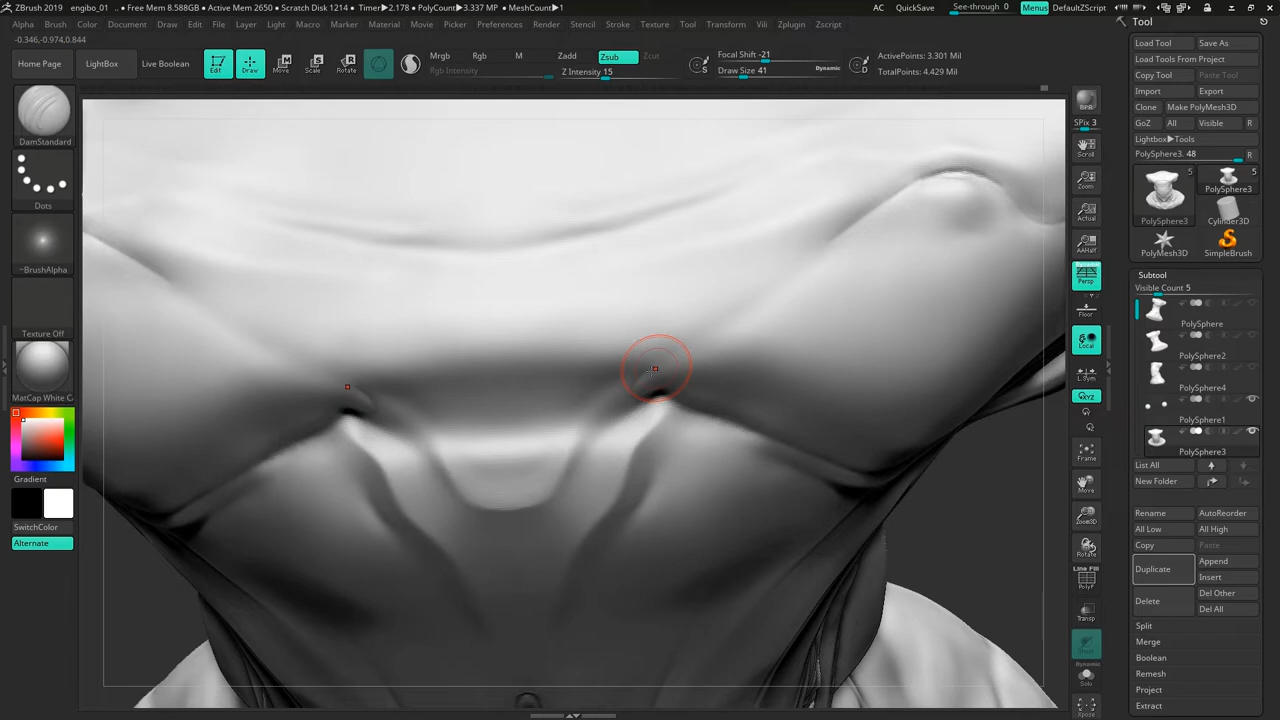 ZBrush 2019 engibo_01 .. • Free Mem 8.588GB • Active Mem 2650 • Scratch Disk 1214 • Timer▶2.178 • PolyCount▶3.337 MP • MeshCount▶1 AC QuickSave See-through 0 Menus DefaultZScript
Alpha Brush Color Document Draw Edit File Layer Light Macro Marker Material Movie Picker Preferences Render Stencil Stroke Texture Tool Transform Vili Zplugin Zscript
-0.346,-0.974,0.844
Home Page LightBox Live Boolean Edit Draw Move Scale Rotate
Mrgb Rgb M Zadd Zsub Zcut
Rgb Intensity Z Intensity 15
S Focal Shift -21
Draw Size 41 Dynamic
D ActivePoints: 3.301 Mil
TotalPoints: 4.429 Mil
DamStandard
Dots
~BrushAlpha
Texture Off
MatCap White C
Gradient
SwitchColor
Alternate
BPR
SPix 3
Scroll
Zoom
Actual
AAHalf
Dynamic
Persp
Floor
Local
L.Sym
XYZ
Frame
Move
Zoom3D
Rotate
Line Fill
PolyF
Transp
Ghost
Dynamic
Solo
Xpose
Tool
Load Tool Save As
Load Tools From Project
Copy Tool Paste Tool
Import Export
Clone Make PolyMesh3D
GoZ All Visible R
Lightbox▶Tools
PolySphere3. 48 R
5 5
PolySphere3 PolySphere3
Cylinder3D
PolyMesh3D SimpleBrush
Subtool
Visible Count 5
PolySphere
PolySphere2
PolySphere4
PolySphere1
PolySphere3
List All
New Folder
Rename AutoReorder
All Low All High
Copy Paste
Duplicate Append
Insert
Delete Del Other
Del All
Split
Merge
Boolean
Remesh
Project
Extract